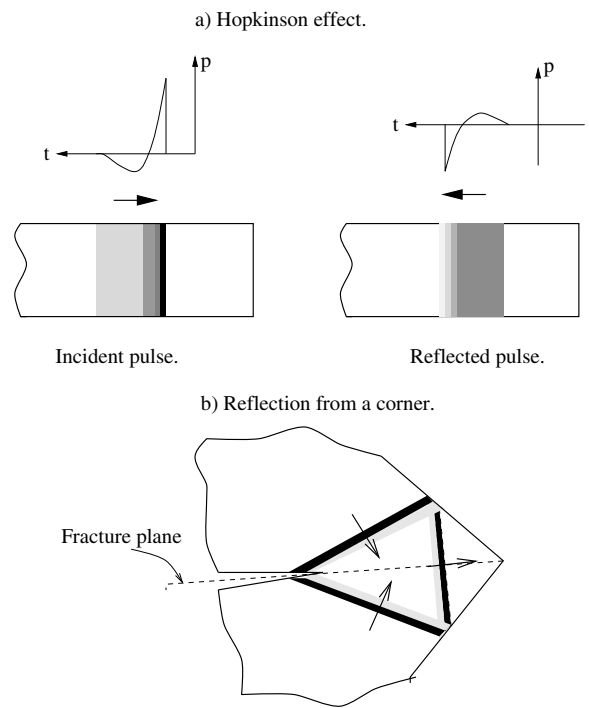 a) Hopkinson effect.
p
p
t
t
Incident pulse.
Reflected pulse.
b) Reflection from a corner.
Fracture plane